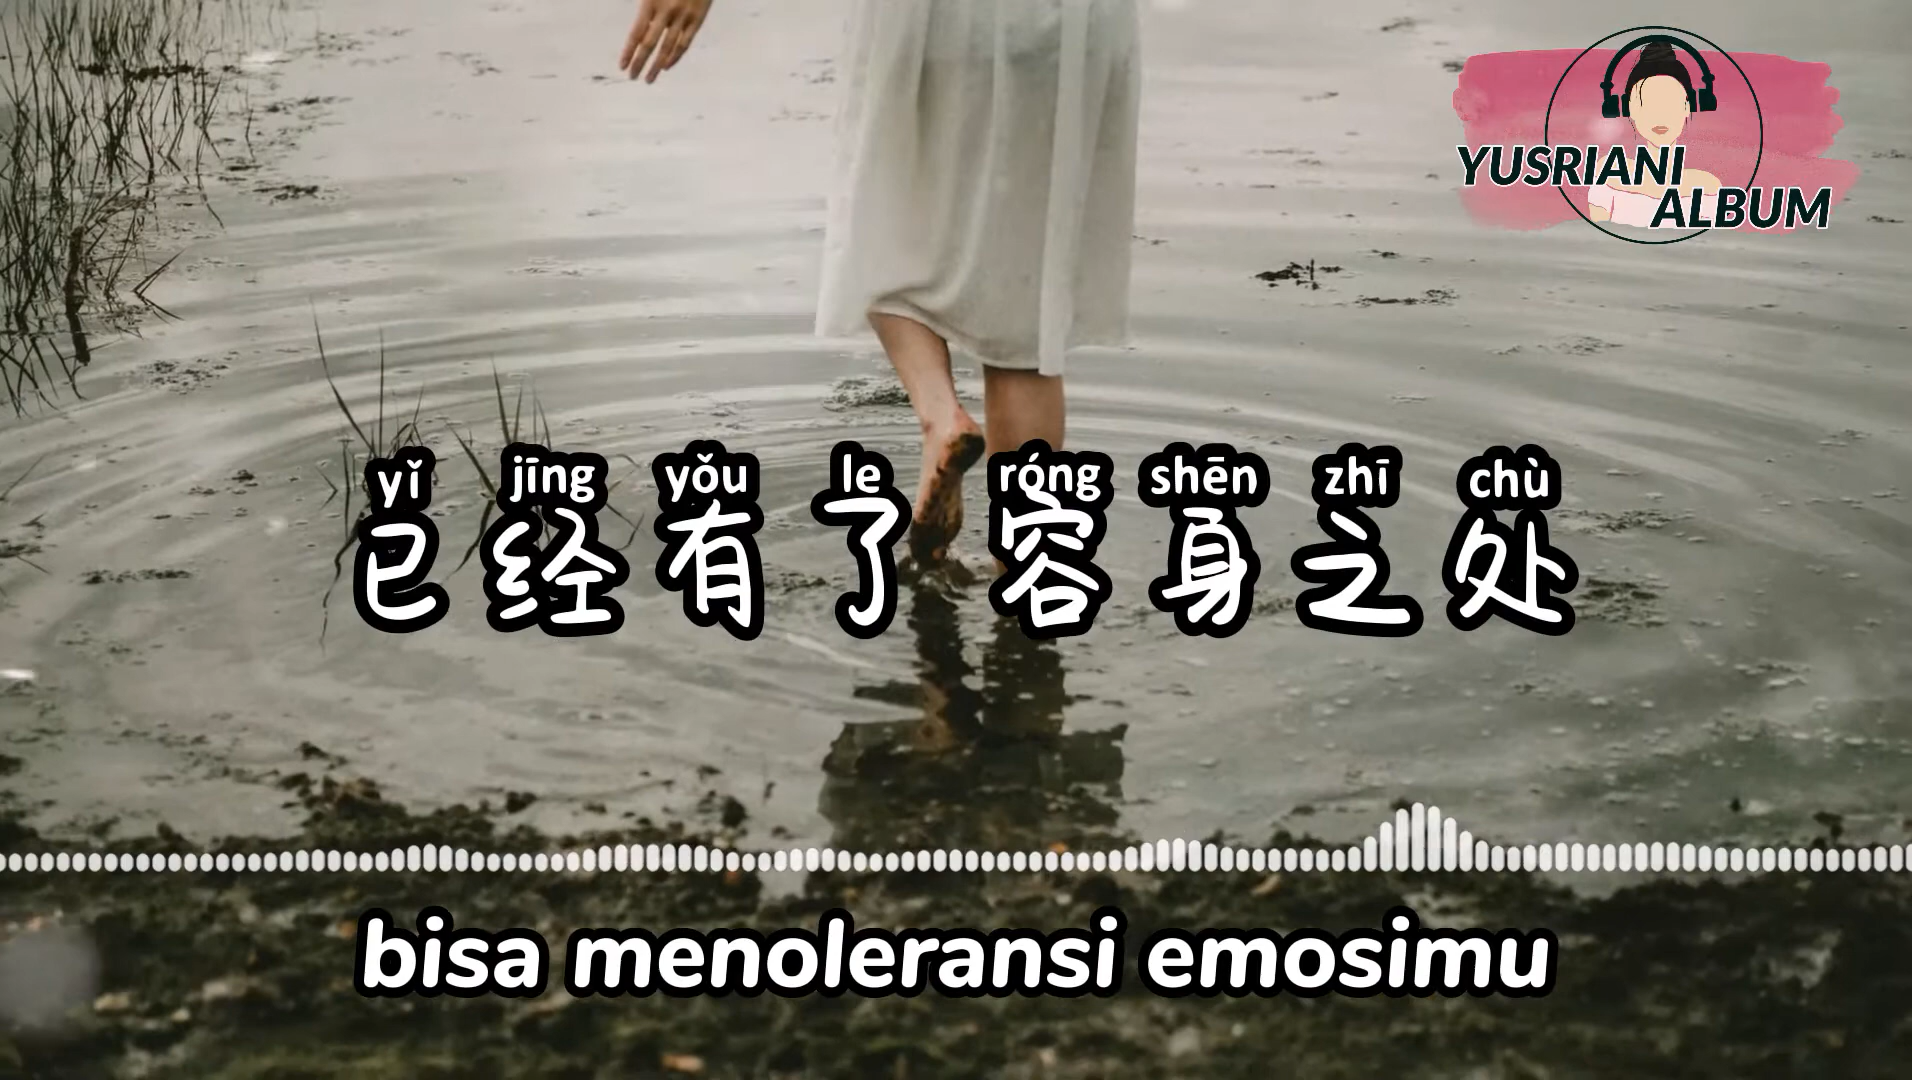 YUSRIANI
ALBUM
yǐ jīng yǒu le róng shēn zhī chù
已经有了容身之处
bisa menoleransi emosimu